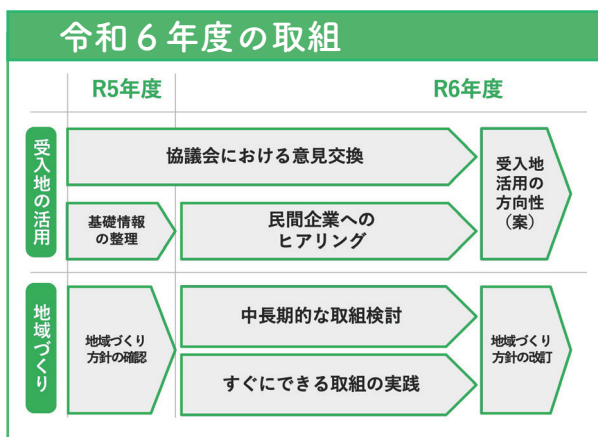 令和６年度の取組
R5年度
R6年度
受入地の活用
協議会における意見交換
基礎情報
の整理
民間企業への
ヒアリング
受入地
活用の
方向性
（案）
地域づくり
地域づくり
方針の確認
中長期的な取組検討
すぐにできる取組の実践
地域づくり
方針の改訂